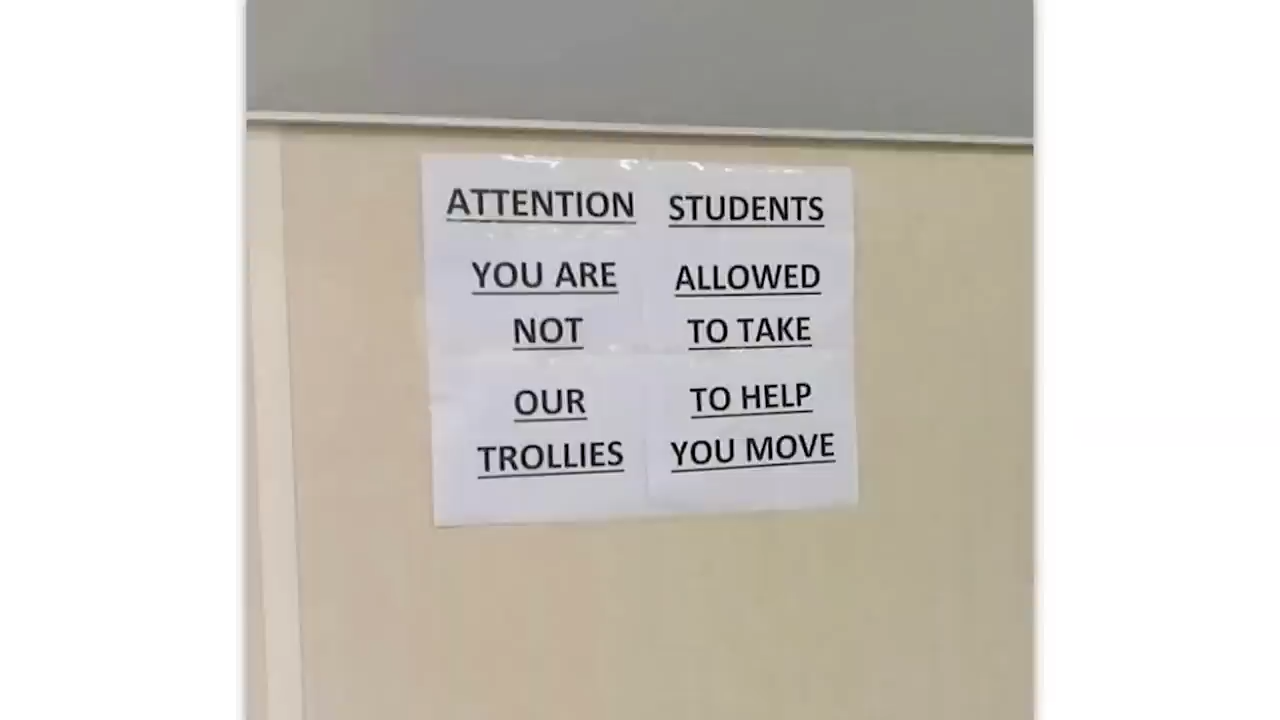 ATTENTION STUDENTS
YOU ARE ALLOWED
NOT TO TAKE
OUR TO HELP
TROLLIES YOU MOVE